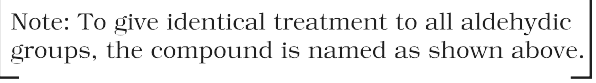 Note: To give identical treatment to all aldehydic
groups, the compound is named as shown above.